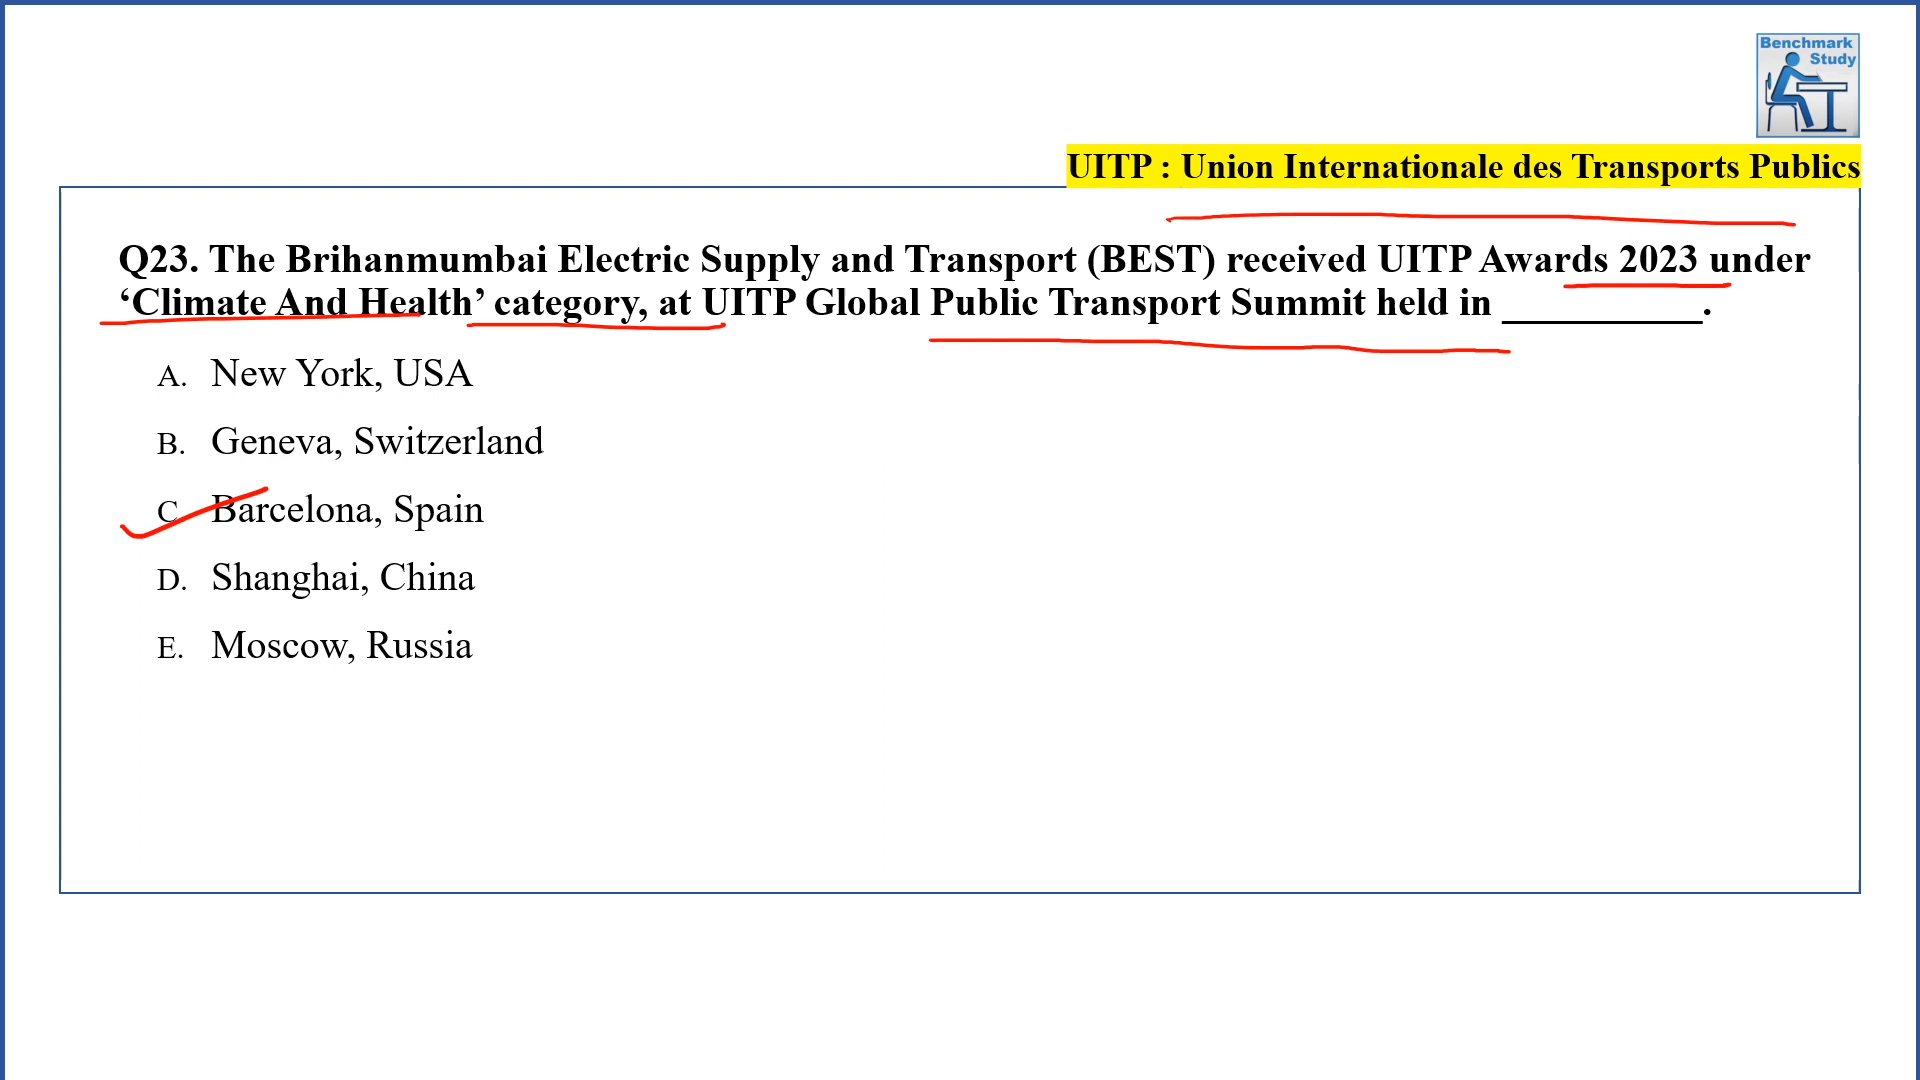 Benchmark
Study
UITP : Union Internationale des Transports Publics
Q23. The Brihanmumbai Electric Supply and Transport (BEST) received UITP Awards 2023 under
‘Climate And Health’ category, at UITP Global Public Transport Summit held in __________.
A. New York, USA
B. Geneva, Switzerland
C. Barcelona, Spain
D. Shanghai, China
E. Moscow, Russia